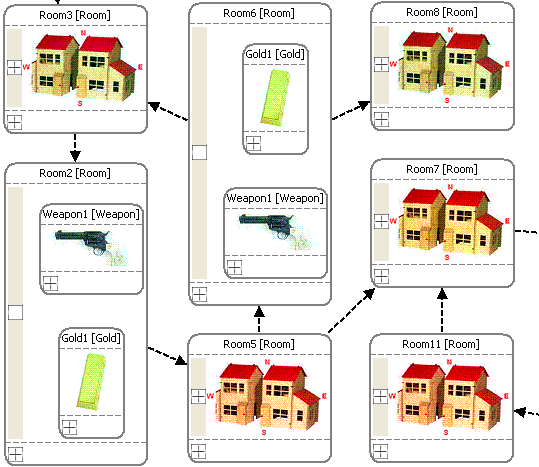 Room3 [Room]
N
W
E
S
Room6 [Room]
Gold1 [Gold]
Weapon1 [Weapon]
Room8 [Room]
N
W
E
S
Room2 [Room]
Weapon1 [Weapon]
Gold1 [Gold]
Room7 [Room]
N
W
E
S
Room5 [Room]
N
W
E
S
Room11 [Room]
N
W
E
S